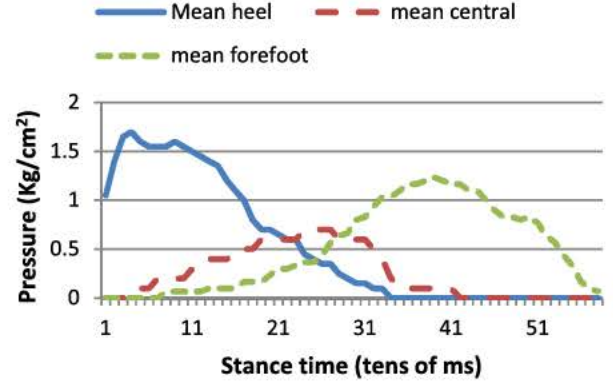 Mean heel mean central
mean forefoot
2
1.5
1
0.5
0
Pressure (Kg/cm²)
1 11 21 31 41 51
Stance time (tens of ms)